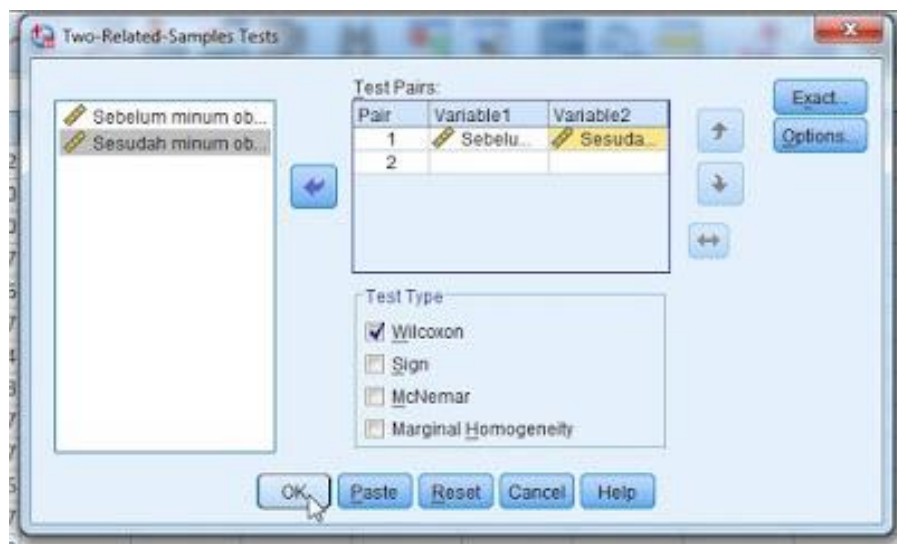 Two-Related-Samples Tests
Sebelum minum ob...
Sesudah minum ob...
Test Pairs:
Pair Variable1 Variable2
1 Sebelu... Sesuda...
2
Exact...
Options...
Test Type
Wilcoxon
Sign
McNemar
Marginal Homogeneity
OK Paste Reset Cancel Help